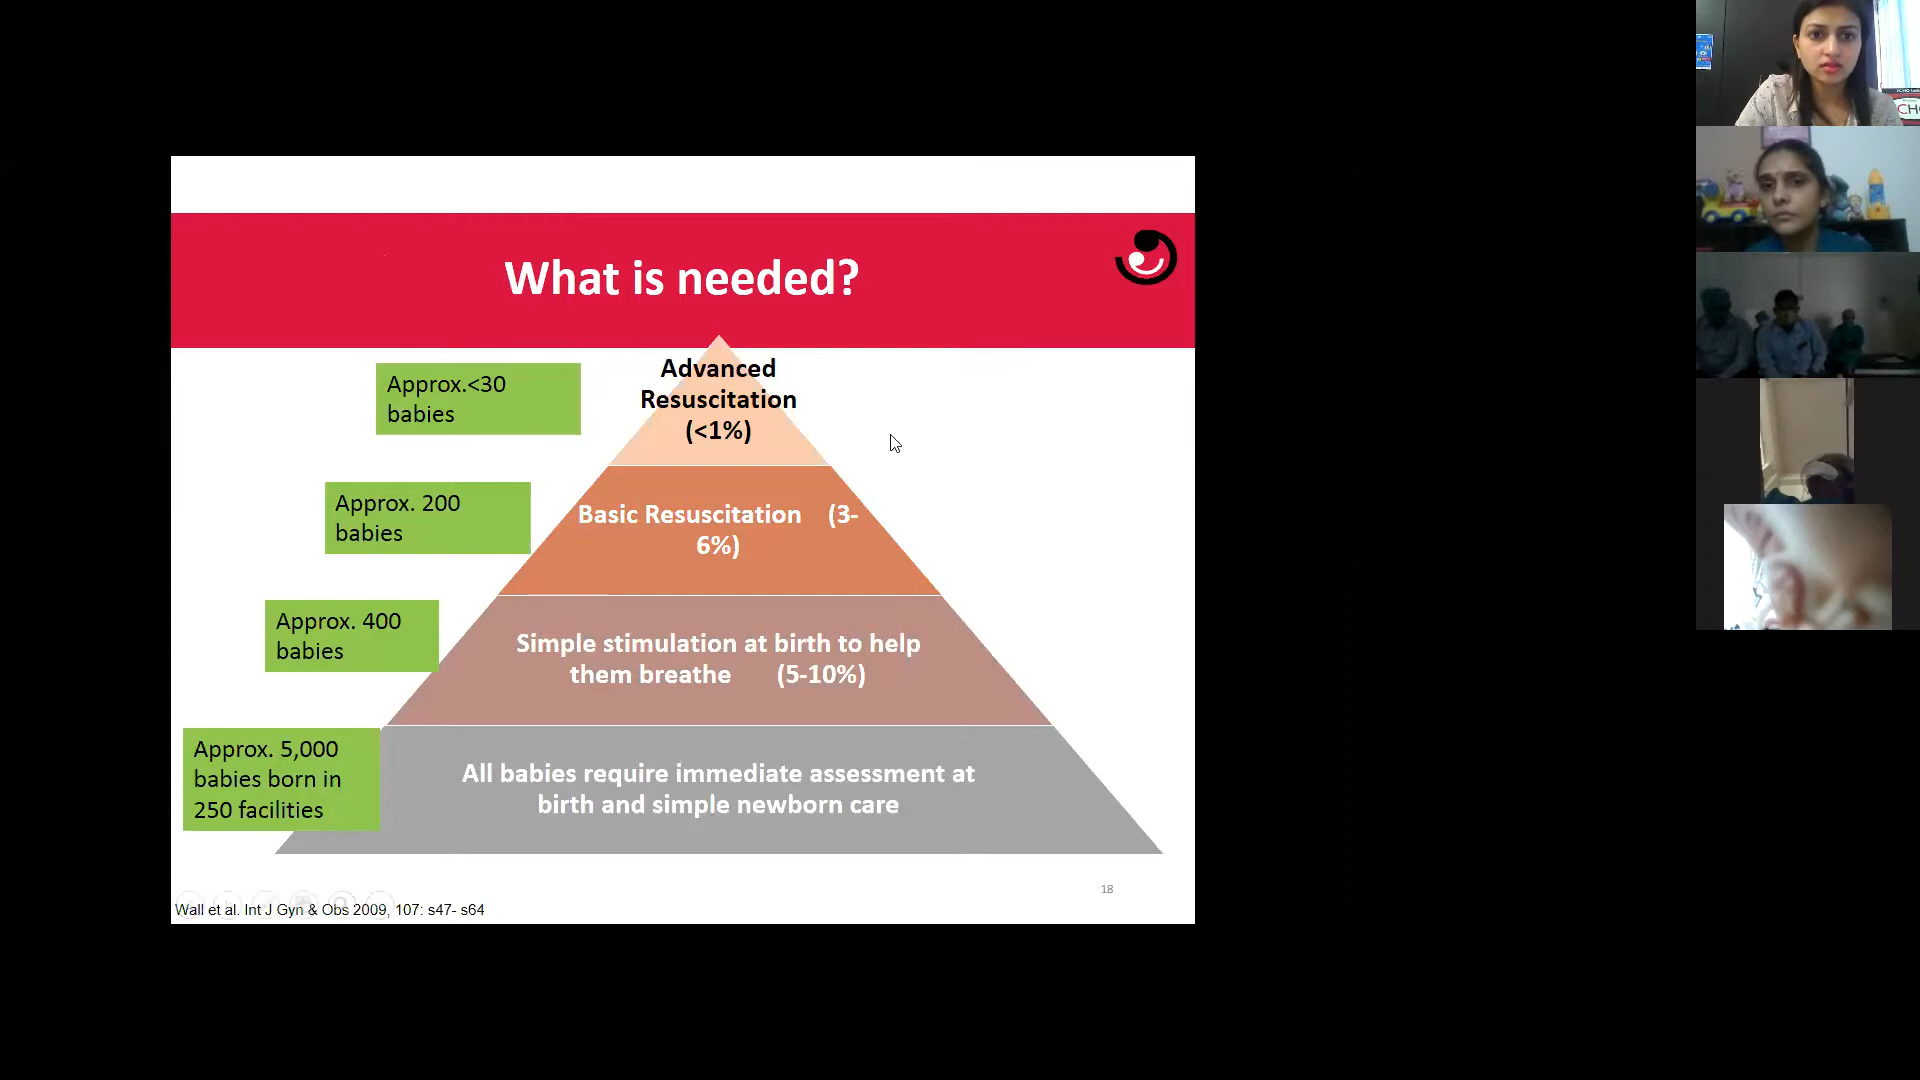 What is needed?
Approx.<30
babies
Advanced
Resuscitation
(<1%)
Approx. 200
babies
Basic Resuscitation (3-
6%)
Approx. 400
babies
Simple stimulation at birth to help
them breathe (5-10%)
Approx. 5,000
babies born in
250 facilities
All babies require immediate assessment at
birth and simple newborn care
18
Wall et al. Int J Gyn & Obs 2009, 107: s47- s64